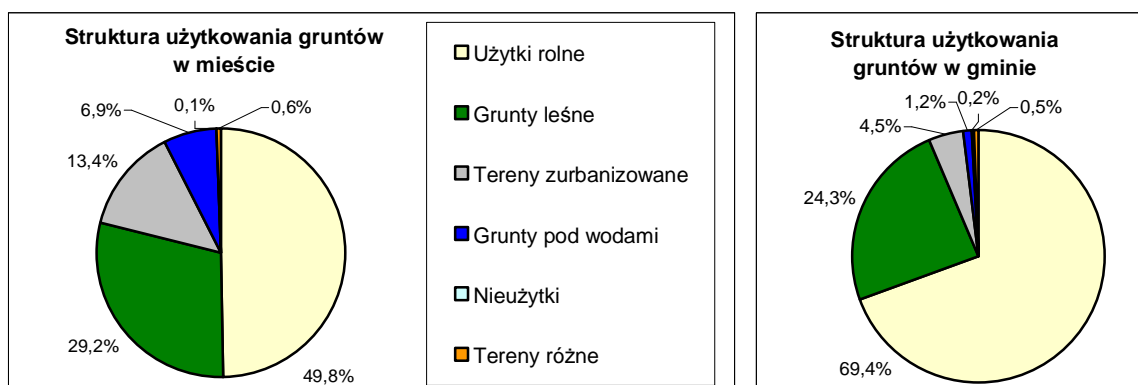 Struktura użytkowania gruntów
w mieście
6,9%
0,1%
0,6%
13,4%
29,2%
49,8%
Użytki rolne
Grunty leśne
Tereny zurbanizowane
Grunty pod wodami
Nieużytki
Tereny różne
Struktura użytkowania
gruntów w gminie
1,2%
0,2%
0,5%
4,5%
24,3%
69,4%